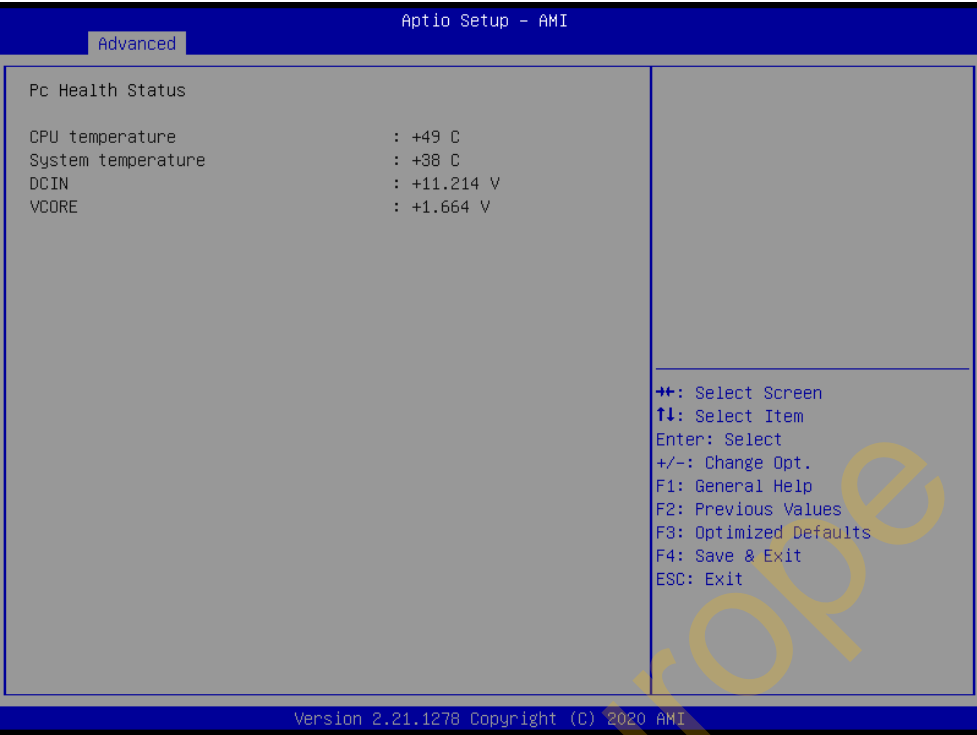 Aptio Setup - AMI
Advanced
Pc Health Status
CPU temperature : +49 C
System temperature : +38 C
DCIN : +11.214 V
VCORE : +1.664 V
→←: Select Screen
↑↓: Select Item
Enter: Select
+/-: Change Opt.
F1: General Help
F2: Previous Values
F3: Optimized Defaults
F4: Save & Exit
ESC: Exit
Version 2.21.1278 Copyright (C) 2020 AMI
urope